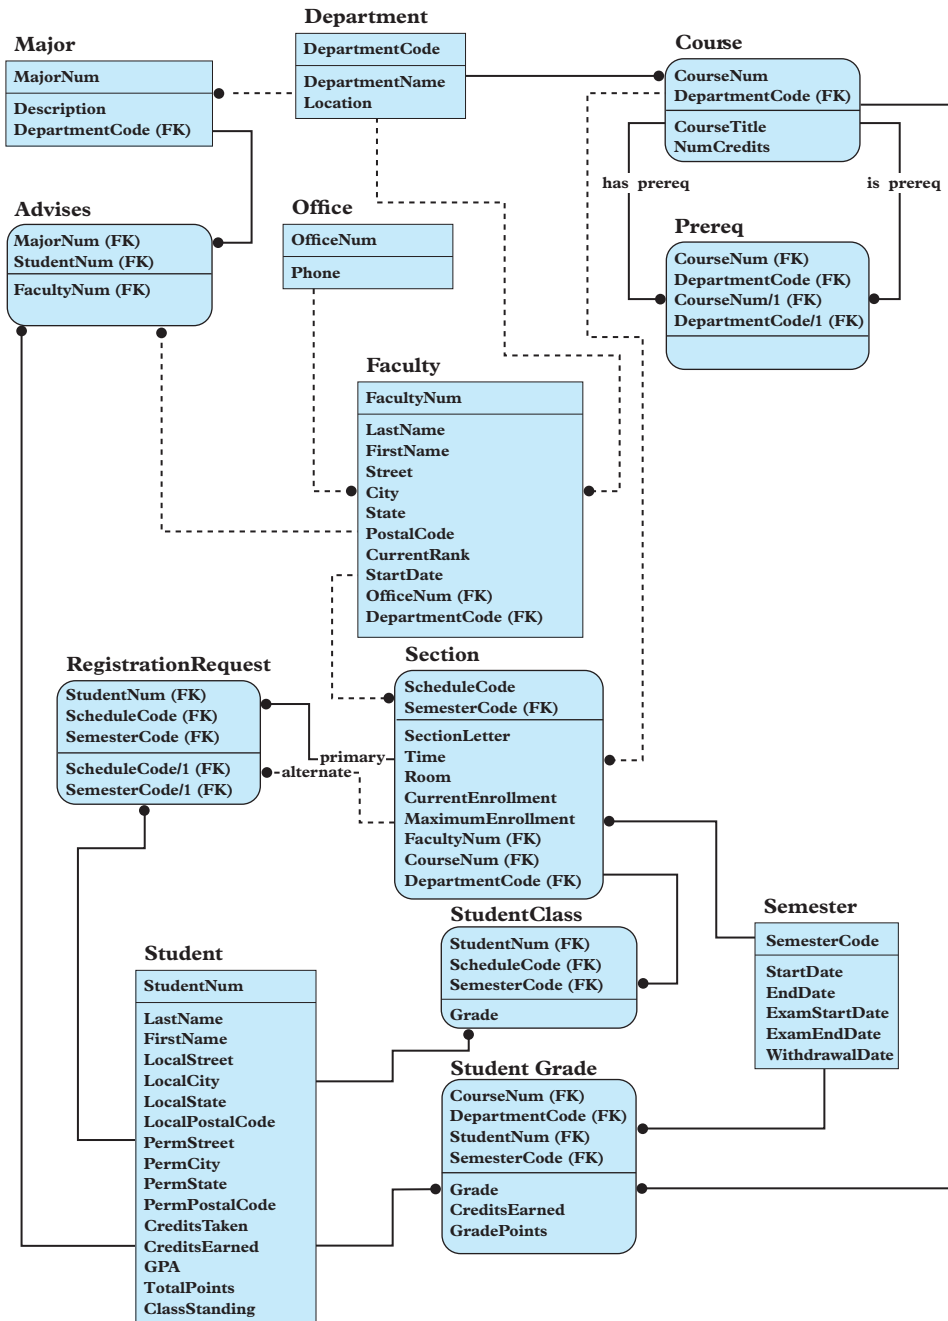 Major
MajorNum
Description
DepartmentCode (FK)
Department
DepartmentCode
DepartmentName
Location
Course
CourseNum
DepartmentCode (FK)
CourseTitle
NumCredits
has prereq
is prereq
Advises
MajorNum (FK)
StudentNum (FK)
FacultyNum (FK)
Office
OfficeNum
Phone
Prereq
CourseNum (FK)
DepartmentCode (FK)
CourseNum/1 (FK)
DepartmentCode/1 (FK)
Faculty
FacultyNum
LastName
FirstName
Street
City
State
PostalCode
CurrentRank
StartDate
OfficeNum (FK)
DepartmentCode (FK)
RegistrationRequest
StudentNum (FK)
ScheduleCode (FK)
SemesterCode (FK)
ScheduleCode/1 (FK)
SemesterCode/1 (FK)
primary
alternate
Section
ScheduleCode
SemesterCode (FK)
SectionLetter
Time
Room
CurrentEnrollment
MaximumEnrollment
FacultyNum (FK)
CourseNum (FK)
DepartmentCode (FK)
StudentClass
StudentNum (FK)
ScheduleCode (FK)
SemesterCode (FK)
Grade
Semester
SemesterCode
StartDate
EndDate
ExamStartDate
ExamEndDate
WithdrawalDate
Student
StudentNum
LastName
FirstName
LocalStreet
LocalCity
LocalState
LocalPostalCode
PermStreet
PermCity
PermState
PermPostalCode
CreditsTaken
CreditsEarned
GPA
TotalPoints
ClassStanding
Student Grade
CourseNum (FK)
DepartmentCode (FK)
StudentNum (FK)
SemesterCode (FK)
Grade
CreditsEarned
GradePoints